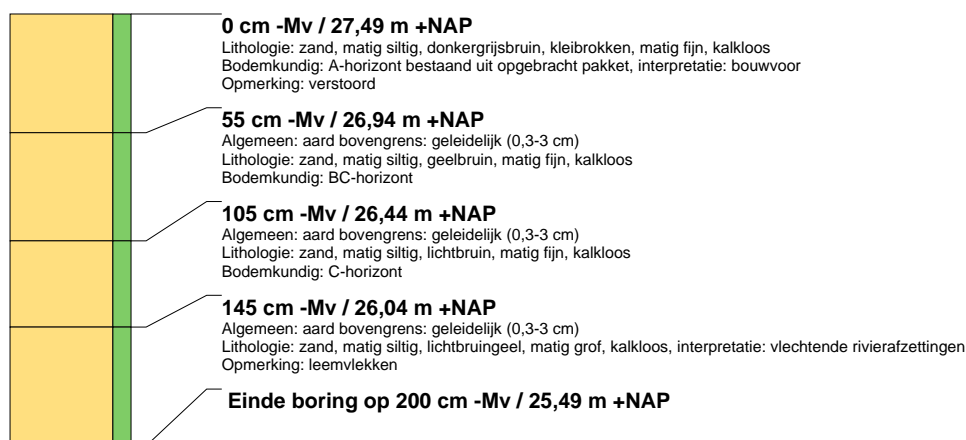 0 cm -Mv / 27,49 m +NAP
Lithologie: zand, matig siltig, donkergrijsbruin, kleibrokken, matig fijn, kalkloos
Bodemkundig: A-horizont bestaand uit opgebracht pakket, interpretatie: bouwvoor
Opmerking: verstoord
55 cm -Mv / 26,94 m +NAP
Algemeen: aard bovengrens: geleidelijk (0,3-3 cm)
Lithologie: zand, matig siltig, geelbruin, matig fijn, kalkloos
Bodemkundig: BC-horizont
105 cm -Mv / 26,44 m +NAP
Algemeen: aard bovengrens: geleidelijk (0,3-3 cm)
Lithologie: zand, matig siltig, lichtbruin, matig fijn, kalkloos
Bodemkundig: C-horizont
145 cm -Mv / 26,04 m +NAP
Algemeen: aard bovengrens: geleidelijk (0,3-3 cm)
Lithologie: zand, matig siltig, lichtbruingeel, matig grof, kalkloos, interpretatie: vlechtende rivierafzettingen
Opmerking: leemvlekken
Einde boring op 200 cm -Mv / 25,49 m +NAP